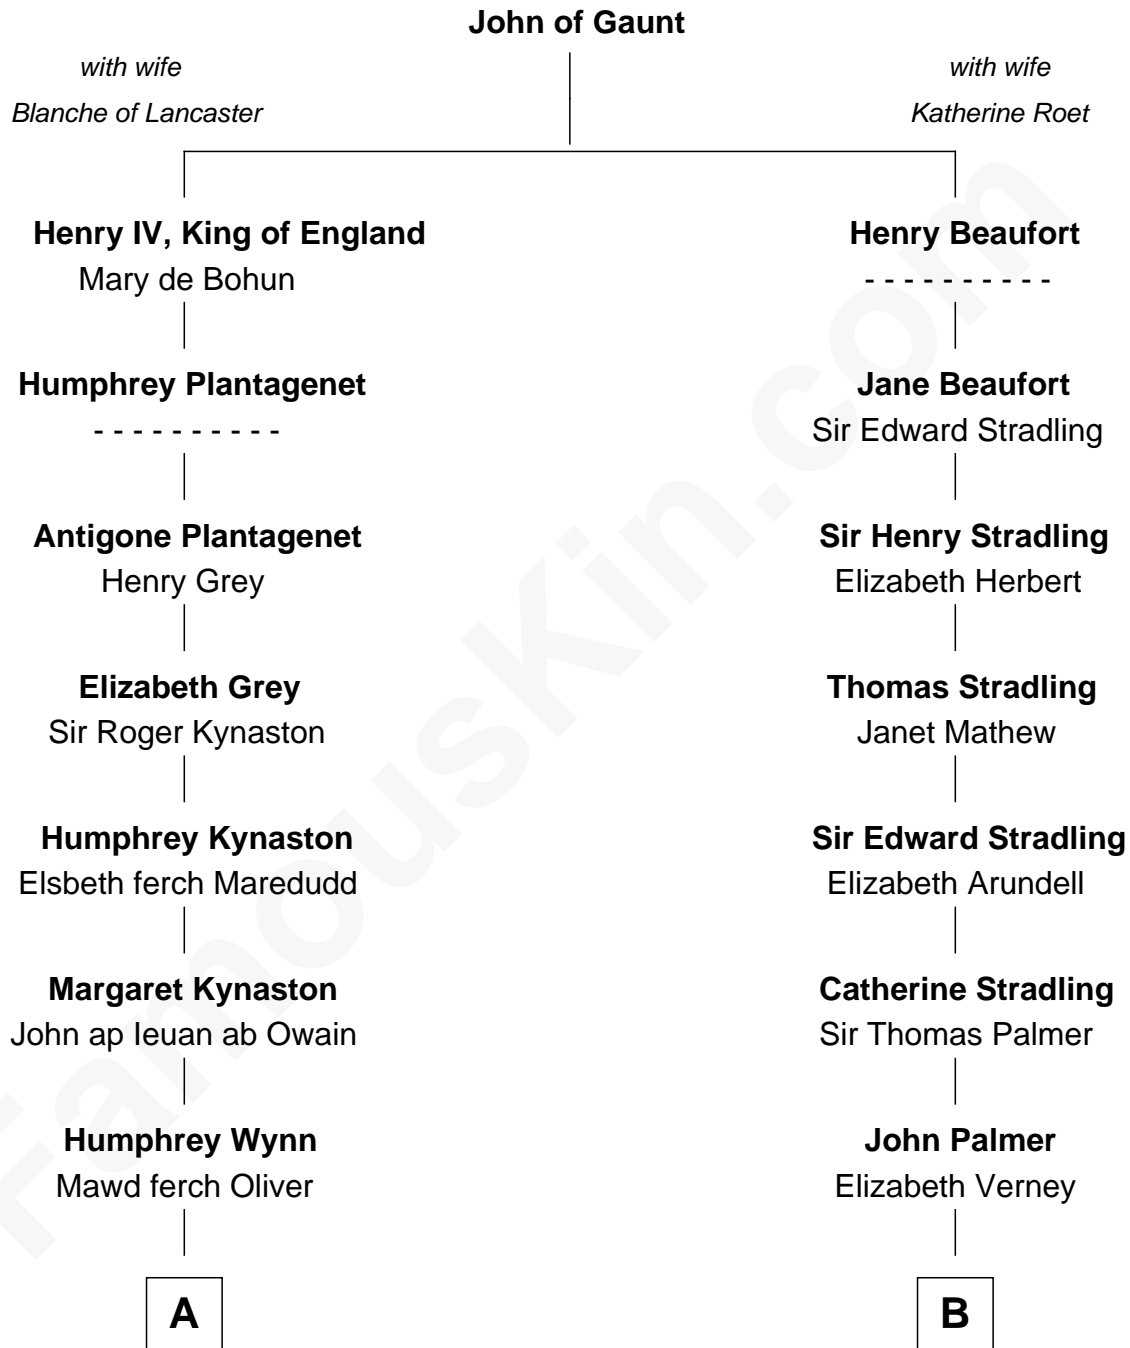 John of Gaunt
with wife
Blanche of Lancaster
with wife
Katherine Roet
Henry IV, King of England
Mary de Bohun
Humphrey Plantagenet
- - - - - - - - - -
Antigone Plantagenet
Henry Grey
Elizabeth Grey
Sir Roger Kynaston
Humphrey Kynaston
Elsbeth ferch Maredudd
Margaret Kynaston
John ap Ieuan ab Owain
Humphrey Wynn
Mawd ferch Oliver
A
Henry Beaufort
- - - - - - - - - -
Jane Beaufort
Sir Edward Stradling
Sir Henry Stradling
Elizabeth Herbert
Thomas Stradling
Janet Mathew
Sir Edward Stradling
Elizabeth Arundell
Catherine Stradling
Sir Thomas Palmer
John Palmer
Elizabeth Verney
B
FamousKin.com